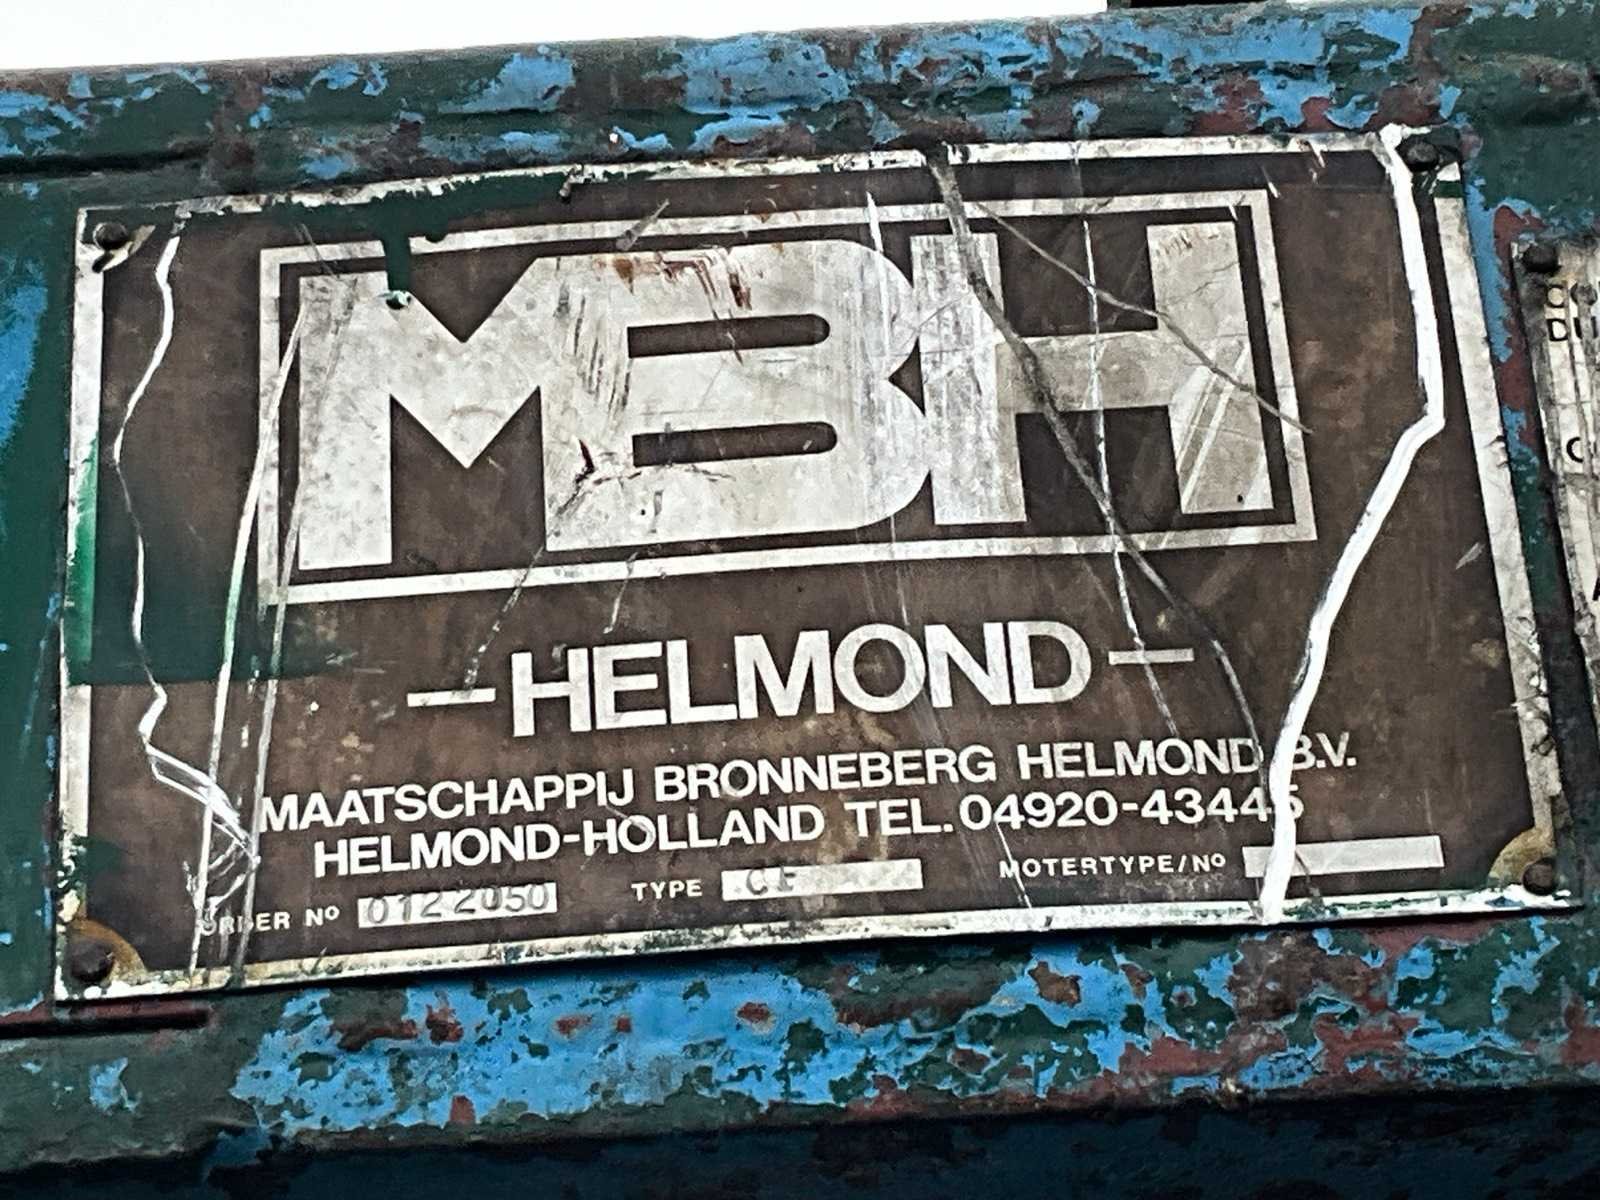 MBH
—HELMOND—
MAATSCHAPPIJ BRONNEBERG HELMOND B.V.
HELMOND-HOLLAND TEL. 04920-43445
ORDER Nº 0122050 TYPE MOTERTYPE/Nº